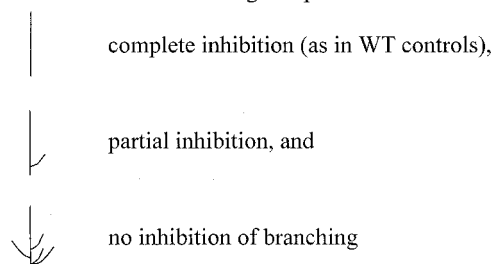 complete inhibition (as in WT controls),
partial inhibition, and
no inhibition of branching